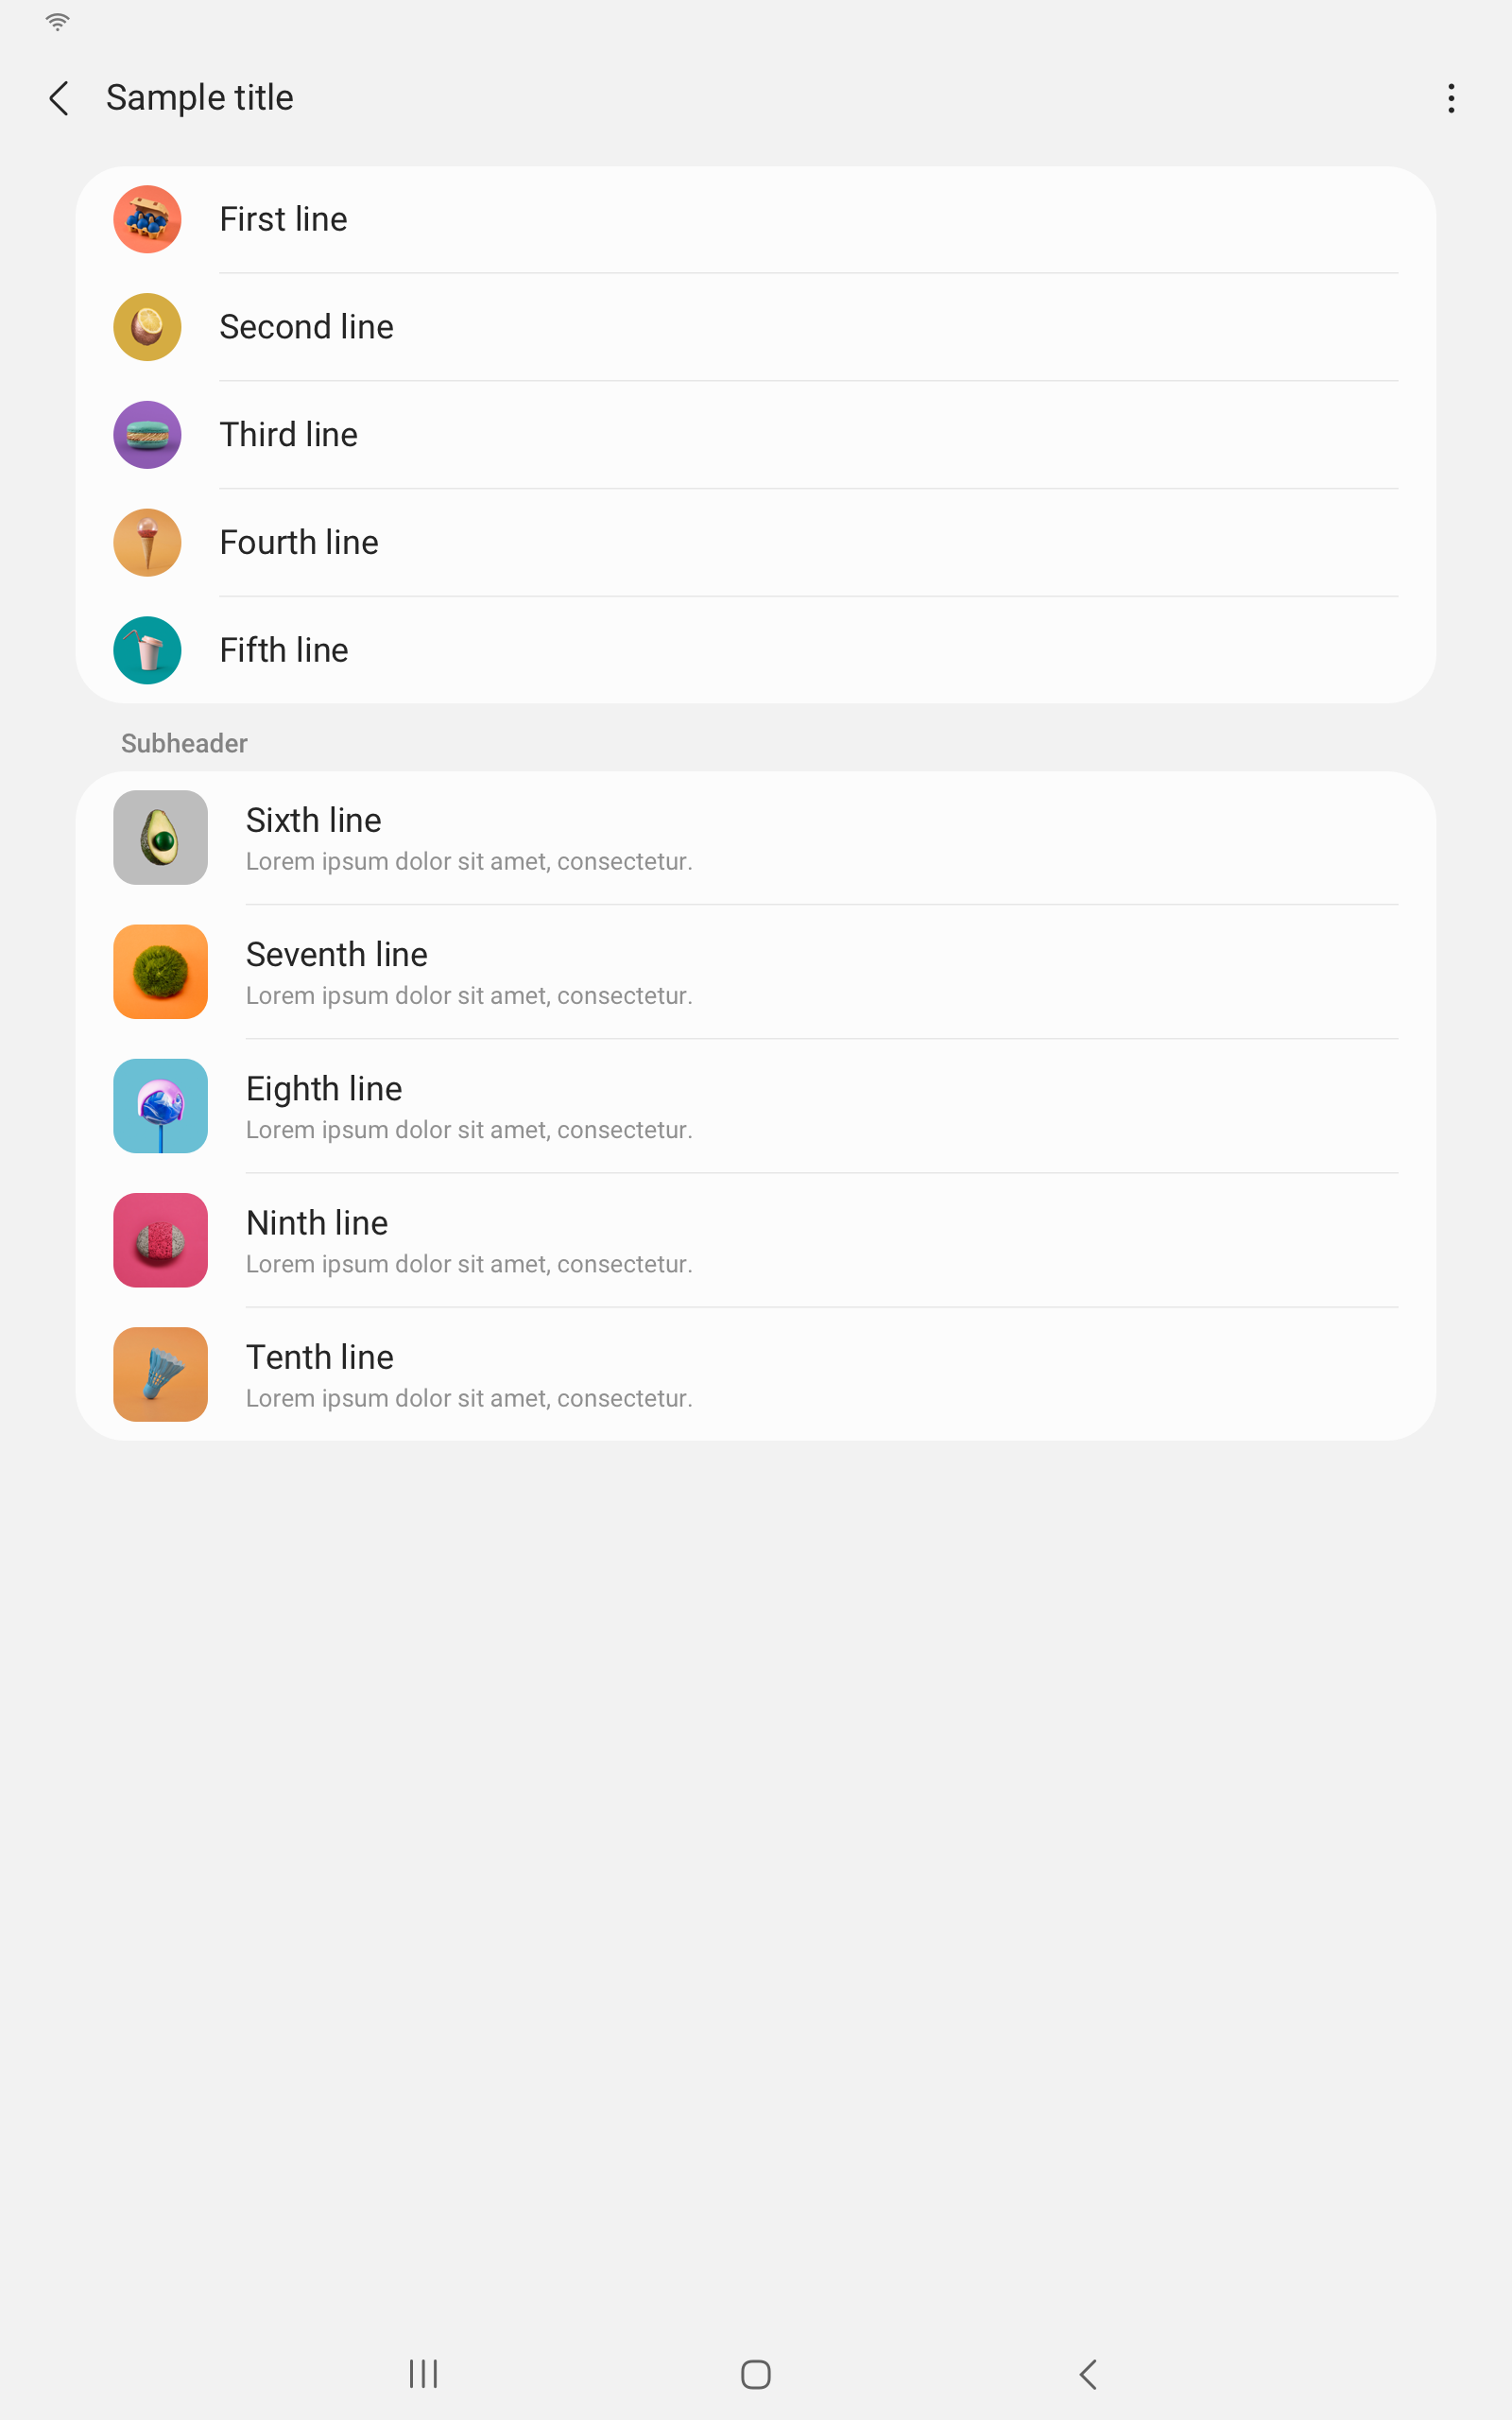 Sample title
First line
Second line
Third line
Fourth line
Fifth line
Subheader
Sixth line
Lorem ipsum dolor sit amet, consectetur.
Seventh line
Lorem ipsum dolor sit amet, consectetur.
Eighth line
Lorem ipsum dolor sit amet, consectetur.
Ninth line
Lorem ipsum dolor sit amet, consectetur.
Tenth line
Lorem ipsum dolor sit amet, consectetur.